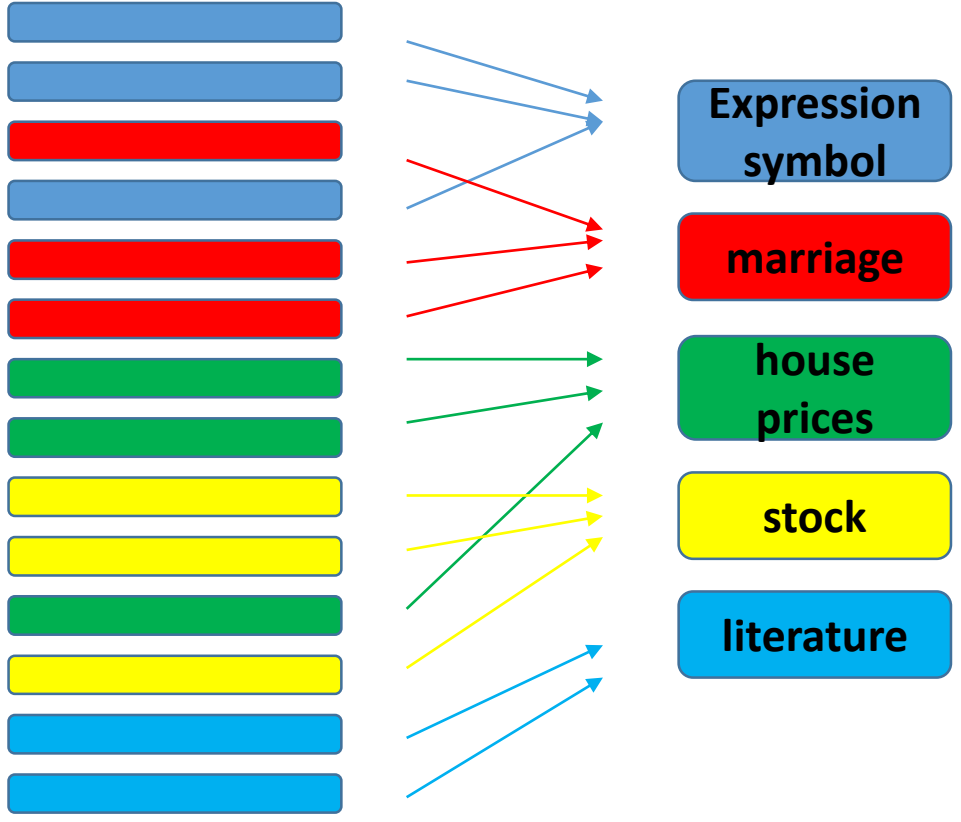 Expression
symbol
marriage
house
prices
stock
literature